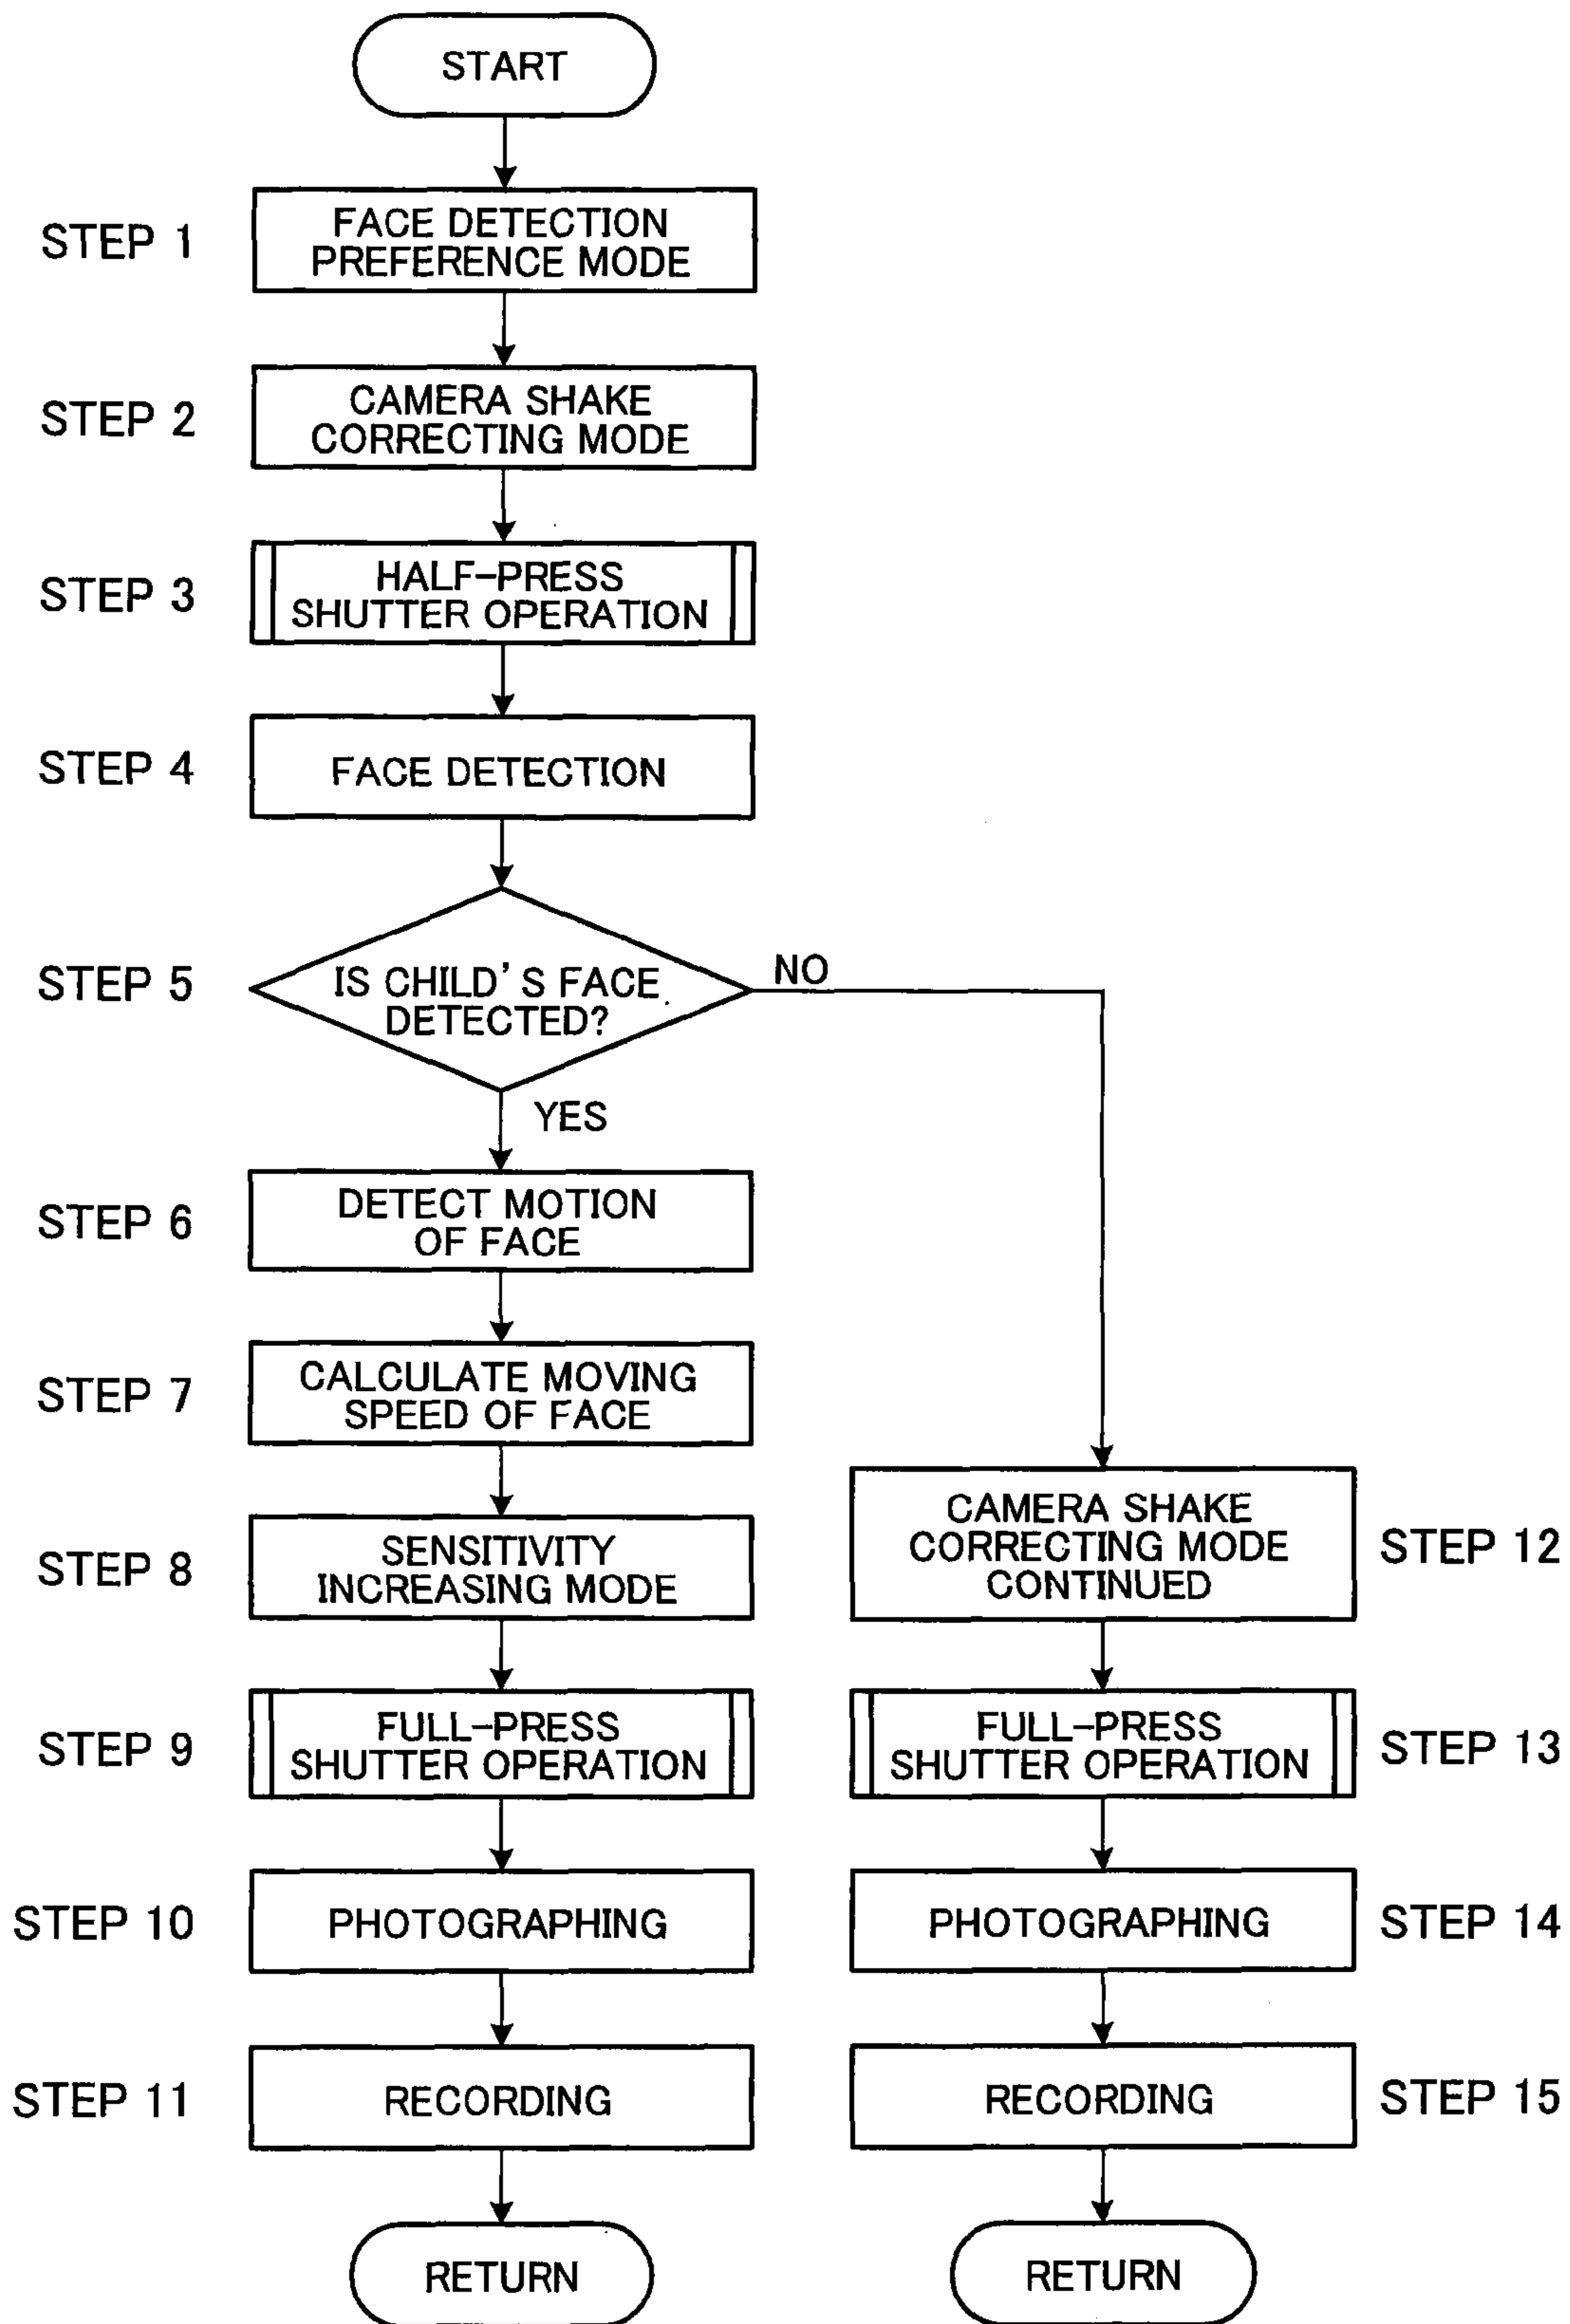 START
STEP 1
FACE DETECTION
PREFERENCE MODE
STEP 2
CAMERA SHAKE
CORRECTING MODE
STEP 3
HALF-PRESS
SHUTTER OPERATION
STEP 4
FACE DETECTION
STEP 5
IS CHILD'S FACE
DETECTED?
NO
YES
STEP 6
DETECT MOTION
OF FACE
STEP 7
CALCULATE MOVING
SPEED OF FACE
STEP 8
SENSITIVITY
INCREASING MODE
STEP 9
FULL-PRESS
SHUTTER OPERATION
STEP 10
PHOTOGRAPHING
STEP 11
RECORDING
RETURN
CAMERA SHAKE
CORRECTING MODE
CONTINUED
STEP 12
FULL-PRESS
SHUTTER OPERATION
STEP 13
PHOTOGRAPHING
STEP 14
RECORDING
STEP 15
RETURN